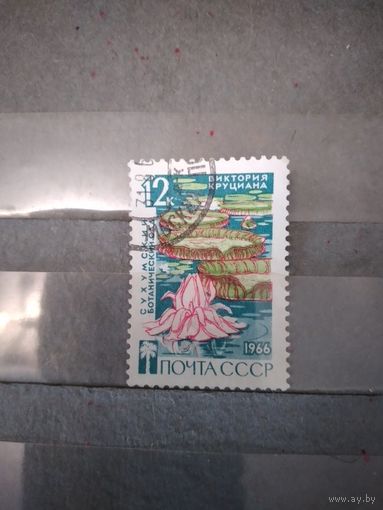 12К
ВИКТОРИЯ
КРУЦИАНА
СУХУМСКИЙ
БОТАНИЧЕСКИЙ
1966
ПОЧТА СССР
www.ay.by